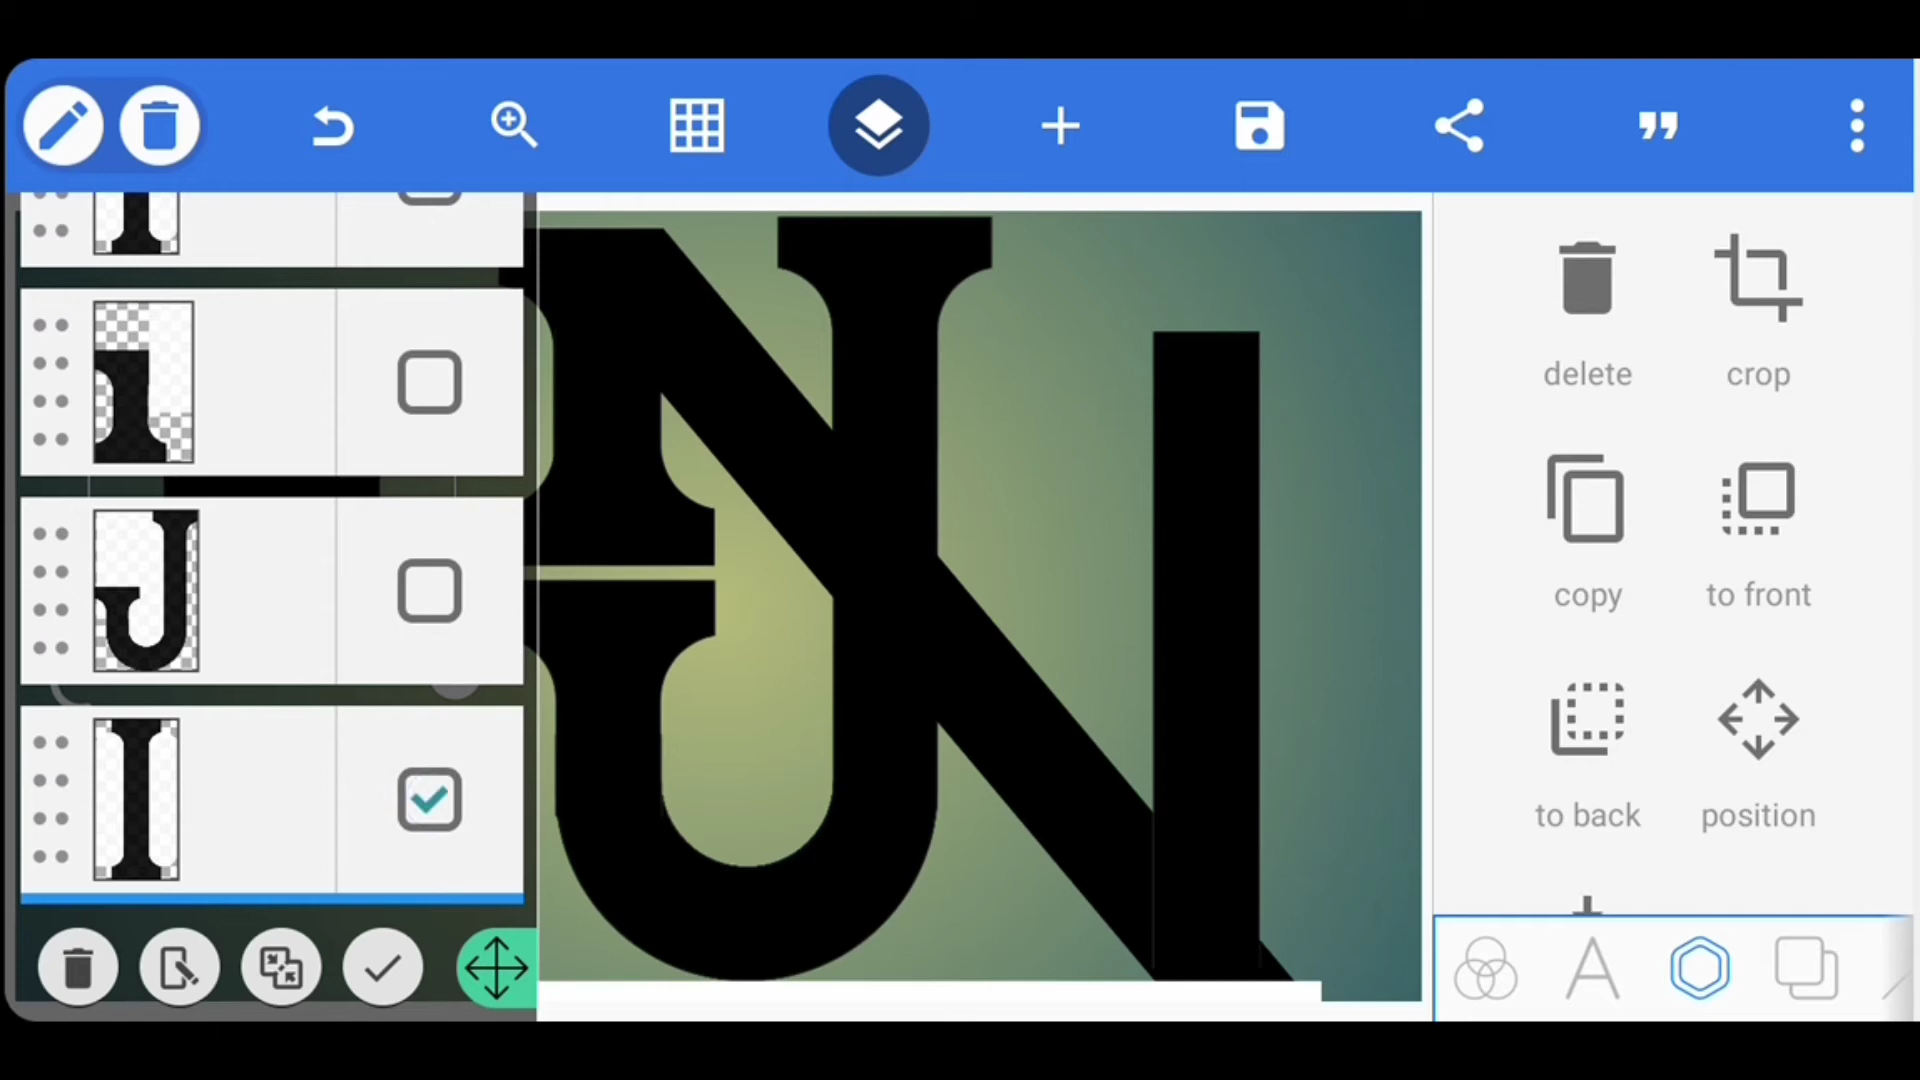 N
J
I
delete crop
copy to front
to back position
A